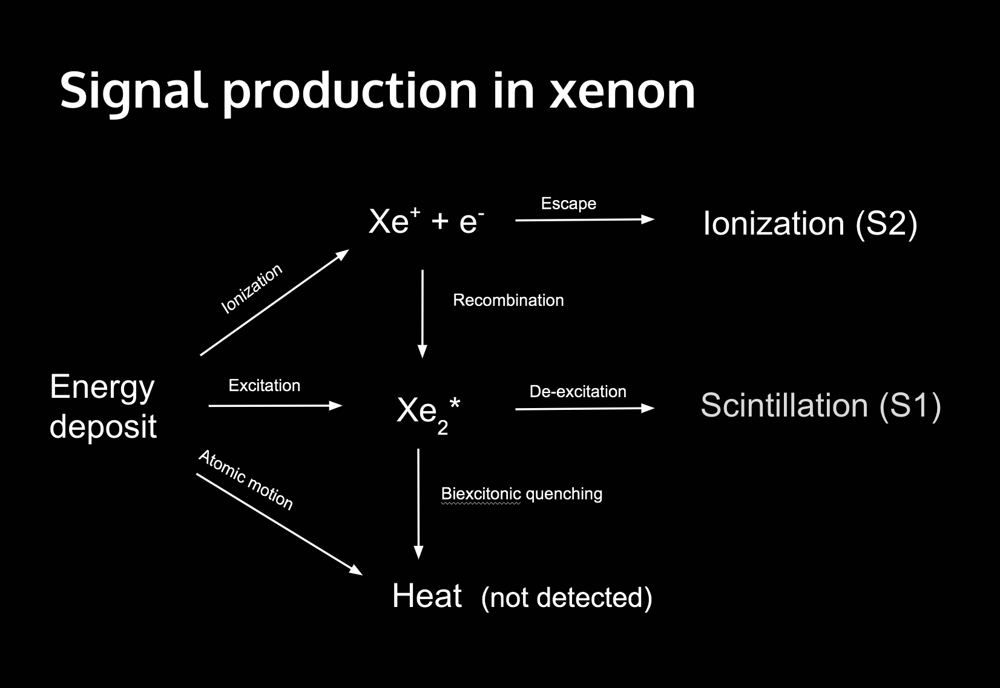 Signal production in xenon
Escape
Xe⁺ + e⁻
Ionization (S2)
Ionization
Recombination
Energy
deposit
Excitation
Xe₂*
De-excitation
Scintillation (S1)
Atomic motion
Biexcitonic quenching
Heat (not detected)